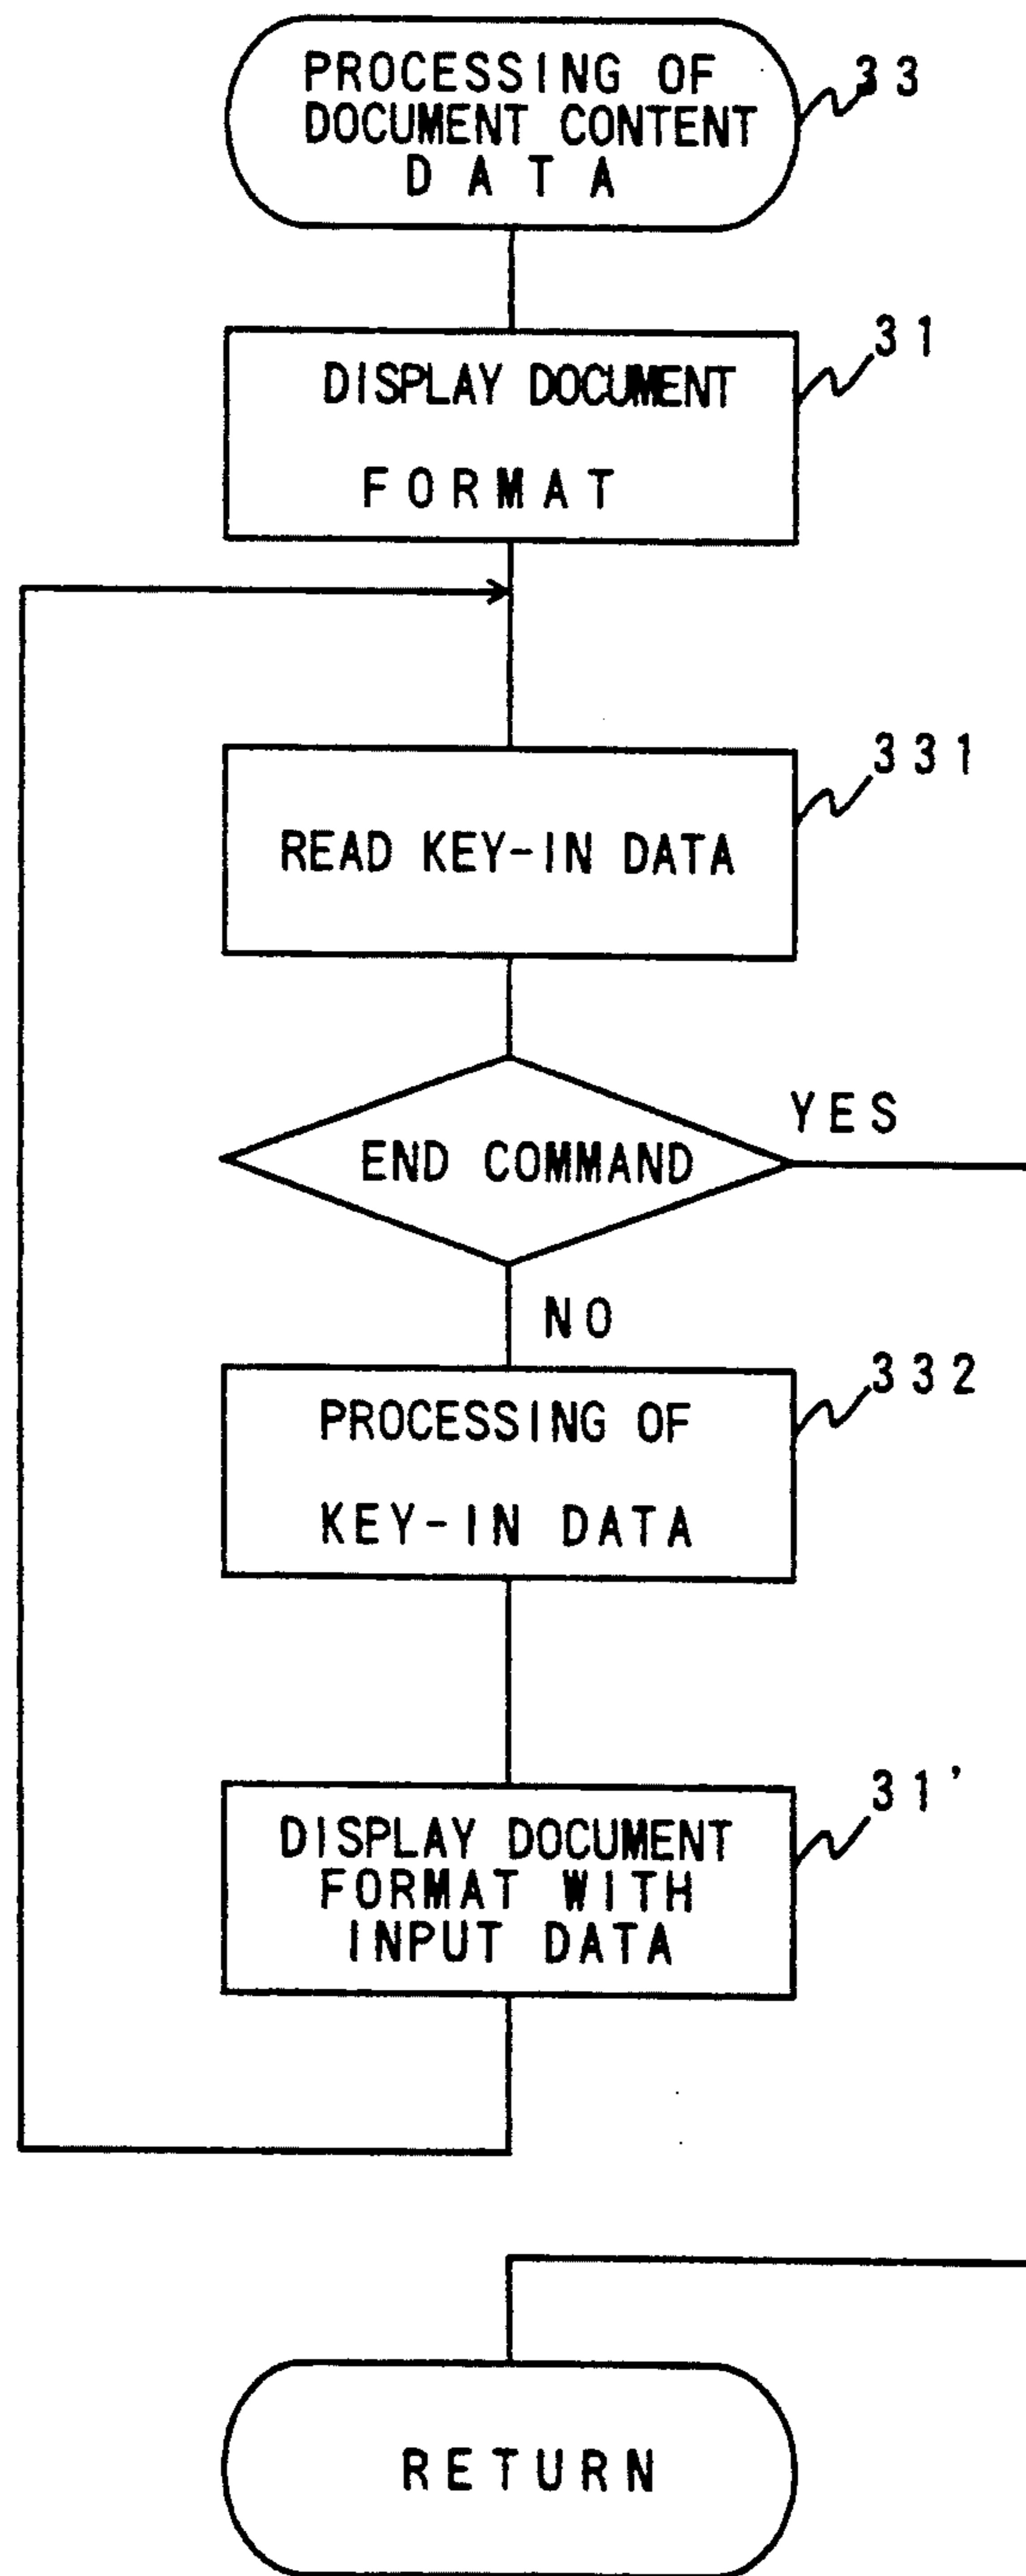 PROCESSING OF
DOCUMENT CONTENT
DATA
33
DISPLAY DOCUMENT
FORMAT
31
READ KEY-IN DATA
331
END COMMAND
YES
NO
PROCESSING OF
KEY-IN DATA
332
DISPLAY DOCUMENT
FORMAT WITH
INPUT DATA
31'
RETURN